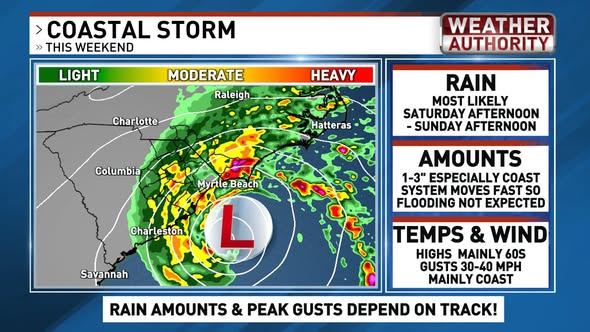 > COASTAL STORM
>> THIS WEEKEND
WEATHER
AUTHORITY
LIGHT MODERATE HEAVY
Raleigh
Charlotte
Hatteras
Columbia
Myrtle Beach
L
Charleston
Savannah
RAIN
MOST LIKELY
SATURDAY AFTERNOON
- SUNDAY AFTERNOON
AMOUNTS
1-3" ESPECIALLY COAST
SYSTEM MOVES FAST SO
FLOODING NOT EXPECTED
TEMPS & WIND
HIGHS MAINLY 60S
GUSTS 30-40 MPH
MAINLY COAST
RAIN AMOUNTS & PEAK GUSTS DEPEND ON TRACK!